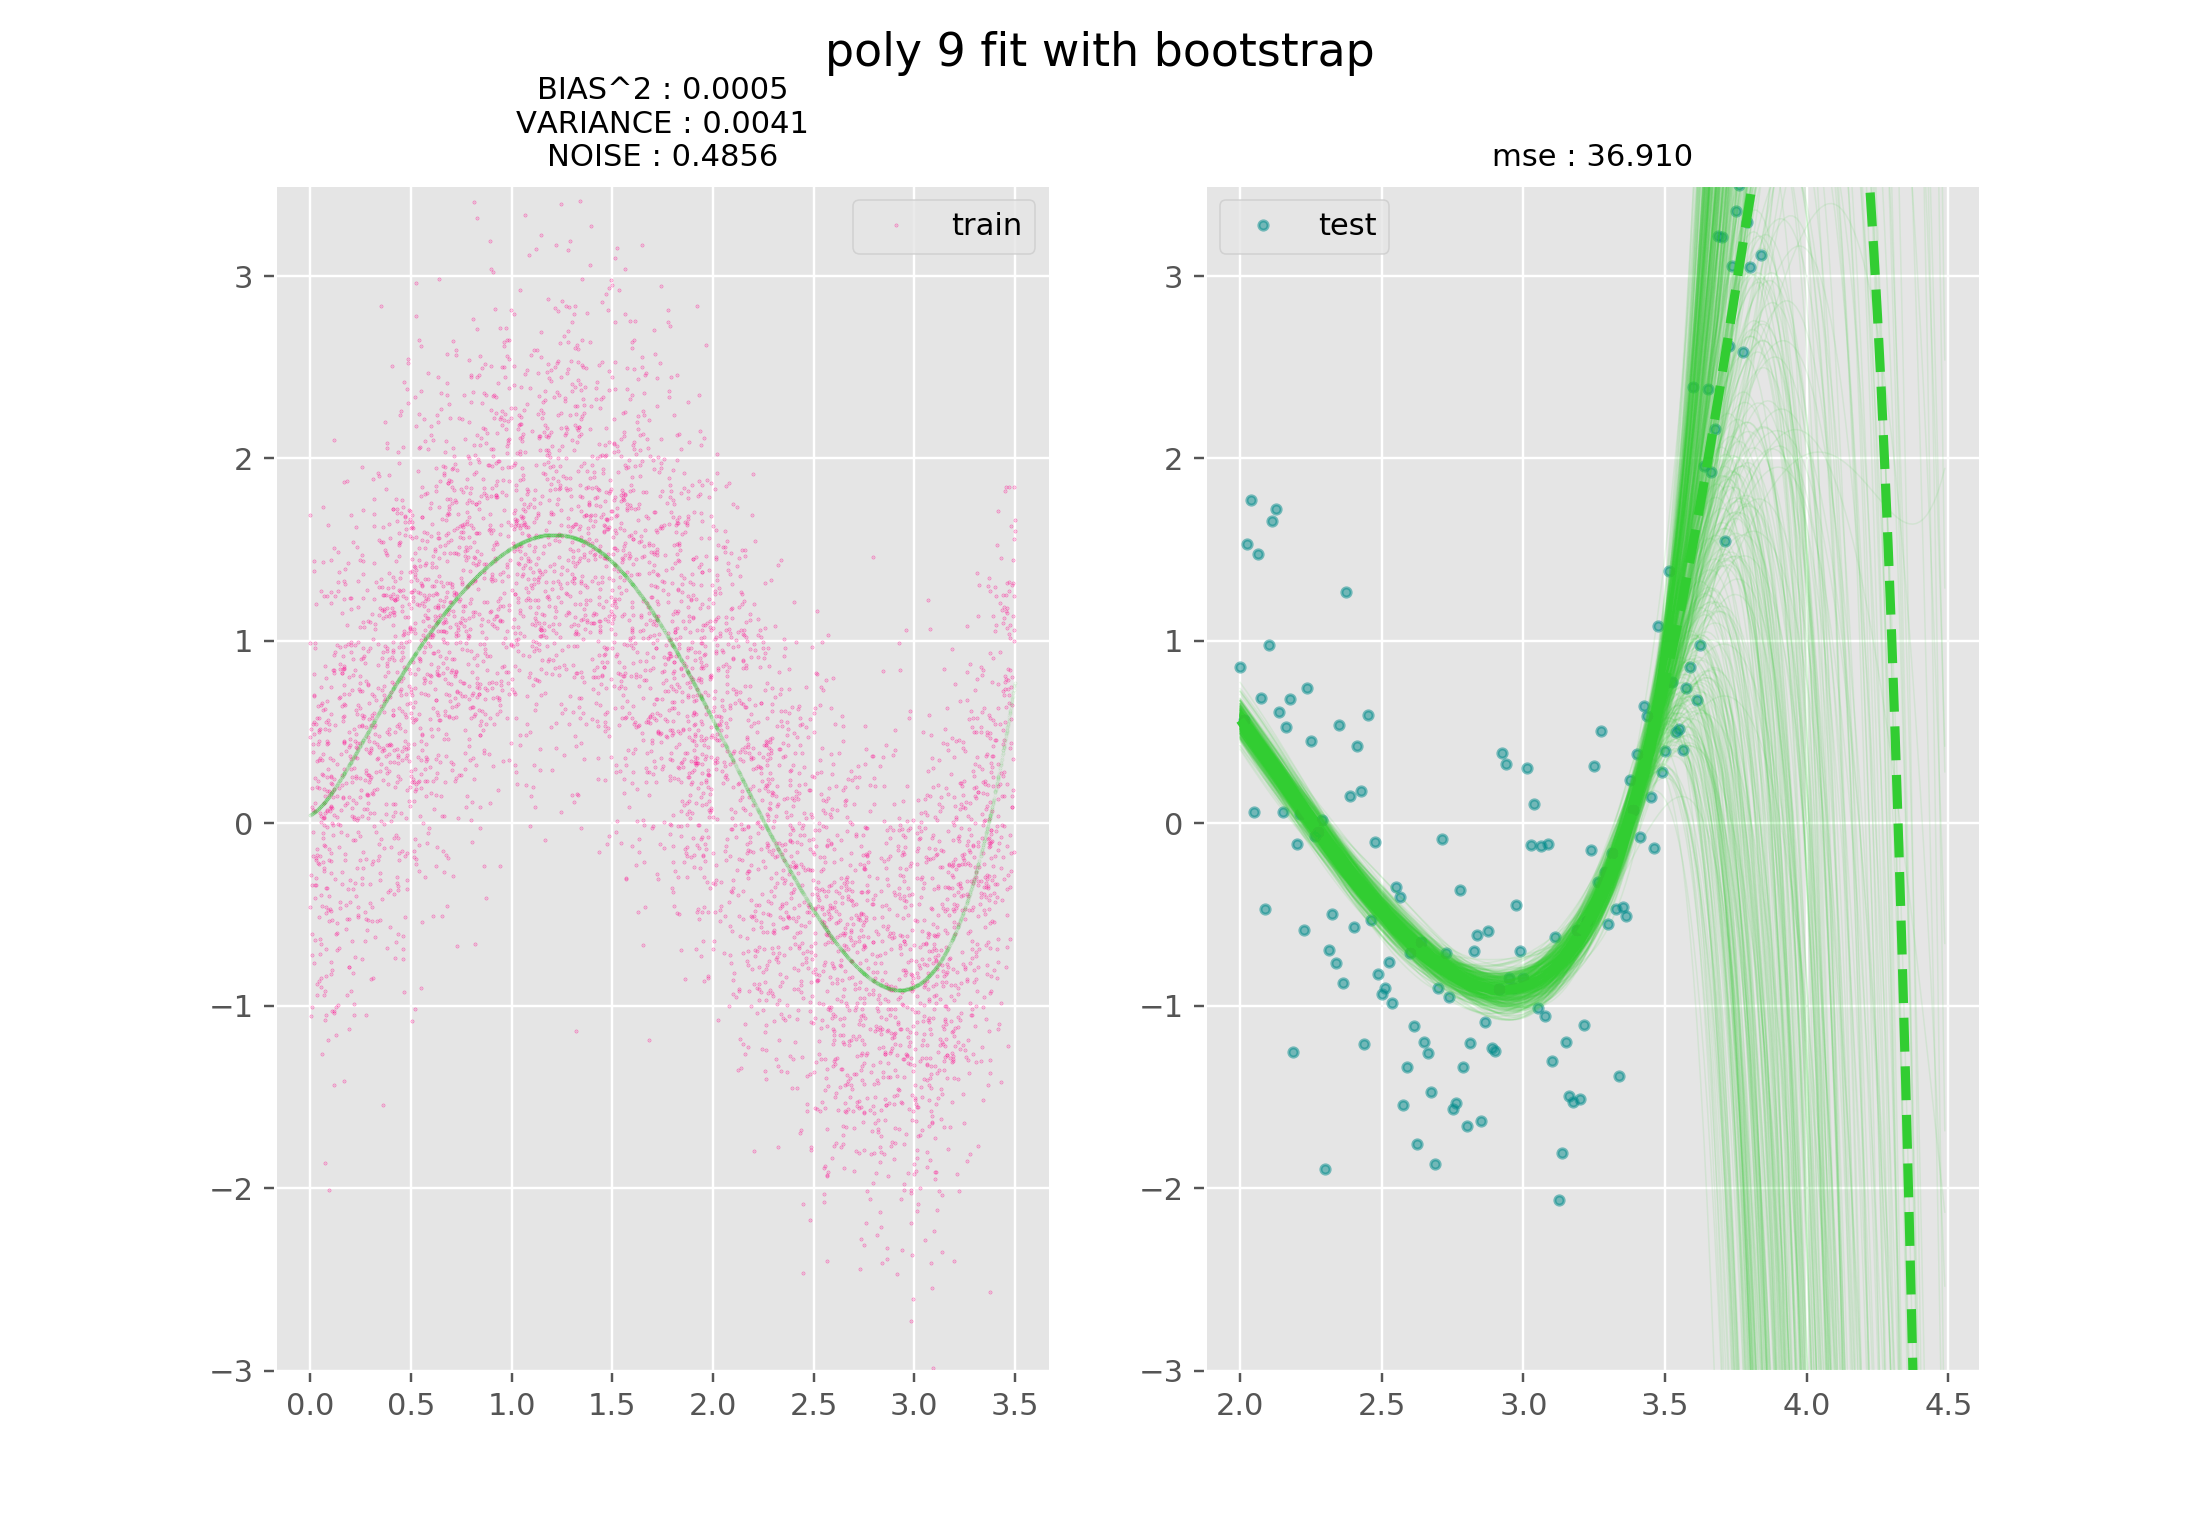 poly 9 fit with bootstrap
BIAS^2 : 0.0005
VARIANCE : 0.0041
NOISE : 0.4856
train
3
2
1
0
−1
−2
−3
0.0 0.5 1.0 1.5 2.0 2.5 3.0 3.5
mse : 36.910
test
3
2
1
0
−1
−2
−3
2.0 2.5 3.0 3.5 4.0 4.5